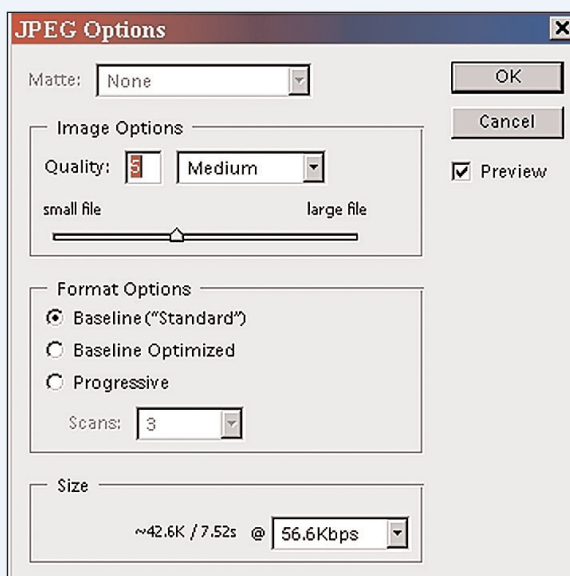 JPEG Options
Matte: None
OK
Cancel
Preview
Image Options
Quality: 5 Medium
small file large file
Format Options
Baseline (“Standard”)
Baseline Optimized
Progressive
Scans: 3
Size
~42.6K / 7.52s @ 56.6Kbps